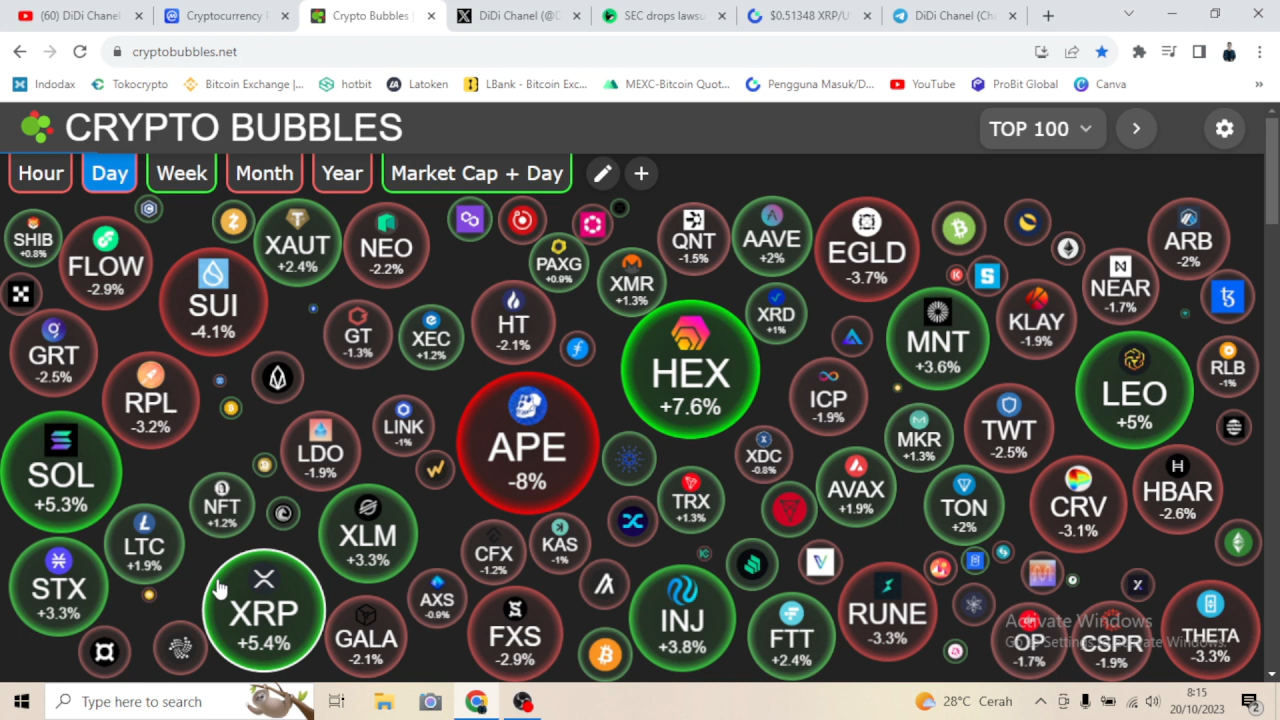 (60) DiDi Chanel
Cryptocurrency
Crypto Bubbles
DiDi Chanel (@
SEC drops lawsu
$0.51348 XRP/U
DiDi Chanel (Cha
cryptobubbles.net
Indodax
Tokocrypto
Bitcoin Exchange |...
hotbit
Latoken
LBank - Bitcoin Exc...
MEXC-Bitcoin Quot...
Pengguna Masuk/D...
YouTube
ProBit Global
Canva
CRYPTO BUBBLES
TOP 100
Hour
Day
Week
Month
Year
Market Cap + Day
SHIB
+0.8%
FLOW
-2.9%
SUI
-4.1%
XAUT
+2.4%
NEO
-2.2%
PAXG
+0.9%
XMR
+1.3%
QNT
-1.5%
AAVE
+2%
EGLD
-3.7%
ARB
-2%
NEAR
-1.7%
GRT
-2.5%
GT
-1.3%
XEC
+1.2%
HT
-2.1%
XRD
+1%
MNT
+3.6%
KLAY
-1.9%
HEX
+7.6%
LEO
+5%
RLB
-1%
RPL
-3.2%
LDO
-1.9%
LINK
-1%
APE
-8%
ICP
-1.9%
MKR
+1.3%
TWT
-2.5%
SOL
+5.3%
XDC
-0.8%
AVAX
+1.9%
TON
+2%
CRV
-3.1%
HBAR
-2.6%
NFT
+1.2%
TRX
+1.3%
LTC
+1.9%
XLM
+3.3%
CFX
-1.2%
KAS
-1%
STX
+3.3%
XRP
+5.4%
GALA
-2.1%
AXS
-0.9%
FXS
-2.9%
INJ
+3.8%
FTT
+2.4%
RUNE
-3.3%
OP
-1.7%
CSPR
-1.9%
THETA
-3.3%
Activate Windows
Go to Settings to activate Windows.
Type here to search
28°C Cerah
8:15
20/10/2023
2